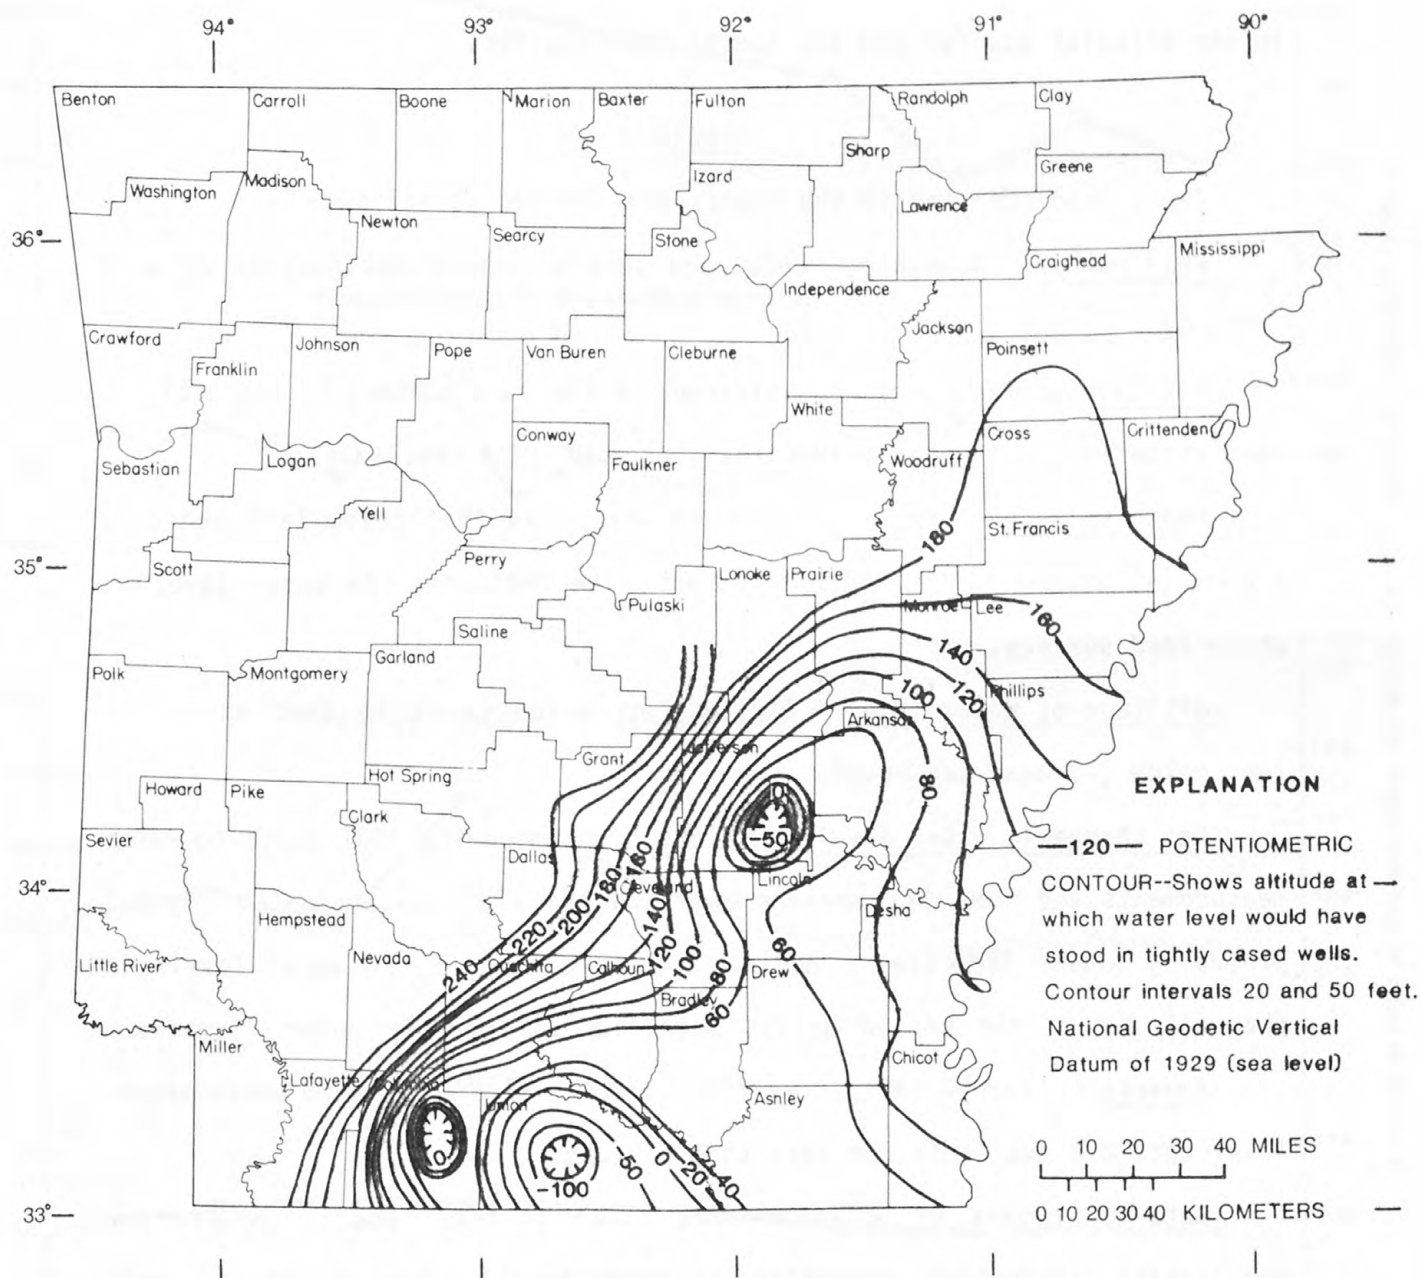 94° 93° 92° 91° 90°
Benton Carroll Boone Marion Baxter Fulton Randolph Clay
Sharp
Greene
Izard
Washington Madison
Lawrence
Newton
Searcy Stone
36°
Mississippi
Craighead
Independence
Jackson
Crawford Johnson Pope Van Buren Cleburne Poinsett
Franklin
White
Conway Cross Crittenden
Sebastian Logan Faulkner Woodruff
Yell
180
St. Francis
Perry
35°
Scott Lonoke Prairie
Pulaski Monroe Lee
160
Saline
Garland 140
Polk Montgomery
100 120 Phillips
Arkansas
Jefferson
Grant
Hot Spring
80
Howard Pike 0
EXPLANATION
Clark
-50
Sevier
—120— POTENTIOMETRIC
Dallas
CONTOUR--Shows altitude at
which water level would have
stood in tightly cased wells.
Contour intervals 20 and 50 feet.
National Geodetic Vertical
Datum of 1929 (sea level)
160
180 Cleveland Lincoln
34°
200 140 Desha
Hempstead
220 120 60
240 100
Nevada
Little River Ouachita Calhoun 80 Drew
Bradley
60
Miller Chicot
Lafayette Columbia
Union Ashley
0 10 20 30 40 MILES
0
-50 0 20 40
-100
33°
0 10 20 30 40 KILOMETERS